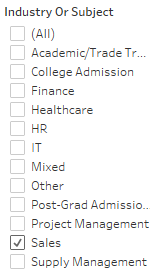 Industry Or Subject
(All)
Academic/Trade Tr...
College Admission
Finance
Healthcare
HR
IT
Mixed
Other
Post-Grad Admissio...
Project Management
Sales
Supply Management